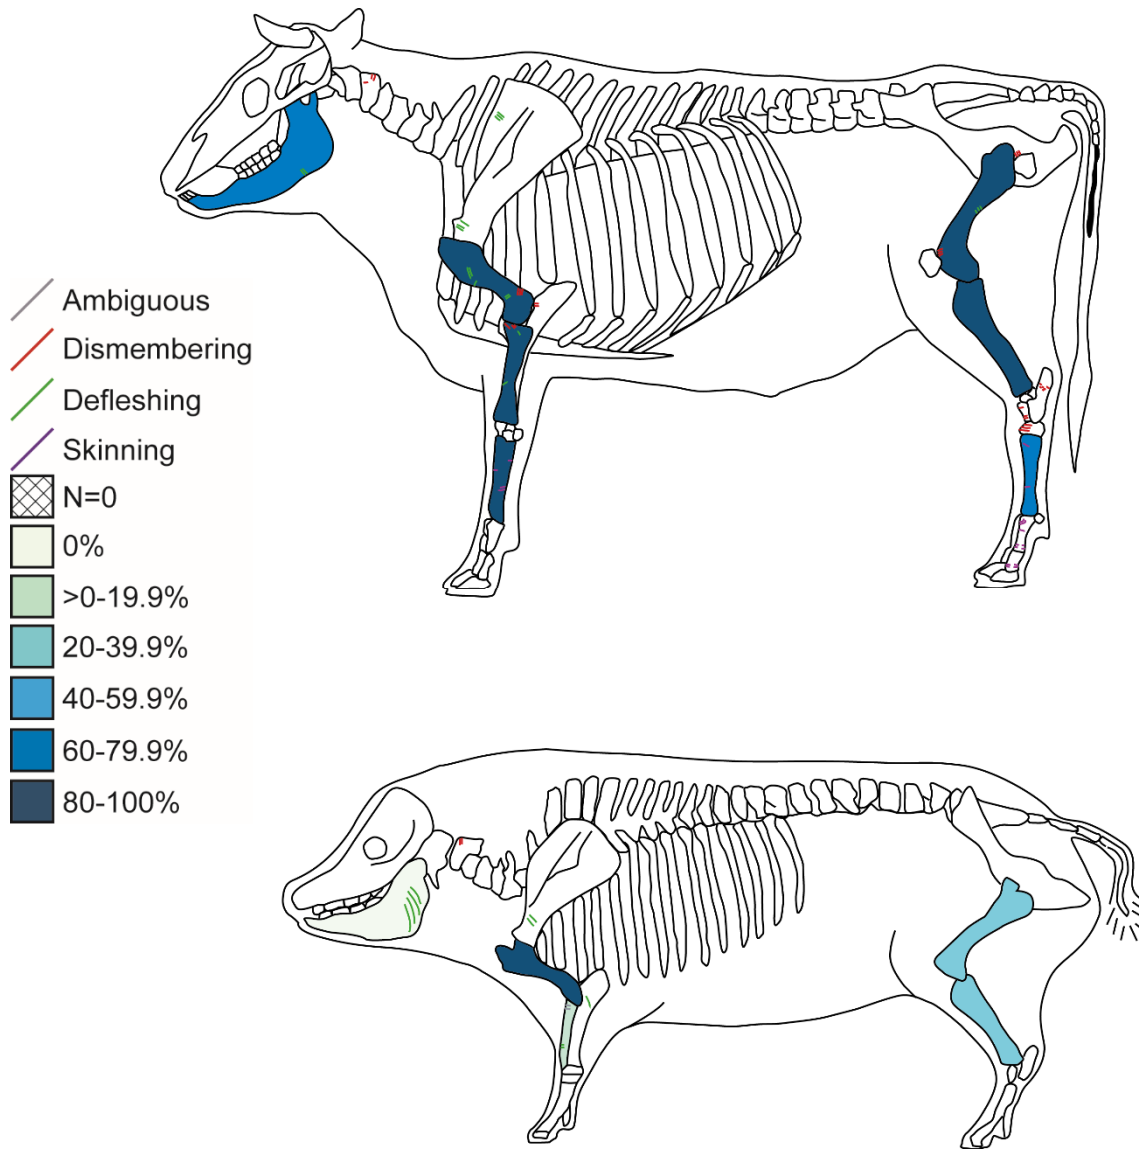 Ambiguous
Dismembering
Defleshing
Skinning
N=0
0%
>0-19.9%
20-39.9%
40-59.9%
60-79.9%
80-100%